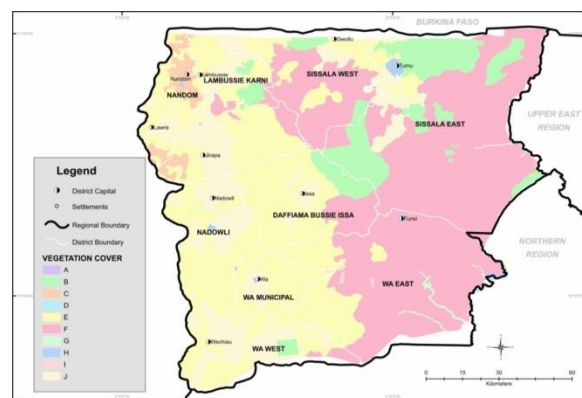 BURKINA FASO
Gwollu
Tumu
Nandom
Lambussie
LAMBUSSIE KARNI
SISSALA WEST
NANDOM
SISSALA EAST
UPPER EAST
REGION
Lawra
Jirapa
Legend
District Capital
Settlements
Regional Boundary
District Boundary
VEGETATION COVER
A
B
C
D
E
F
G
H
I
J
Nadowli
Issa
DAFFIAMA BUSSIE ISSA
Funsi
NADOWLI
NORTHERN
REGION
Wa
WA MUNICIPAL
WA EAST
Wechiau
WA WEST
0
15
30
60
Kilometers